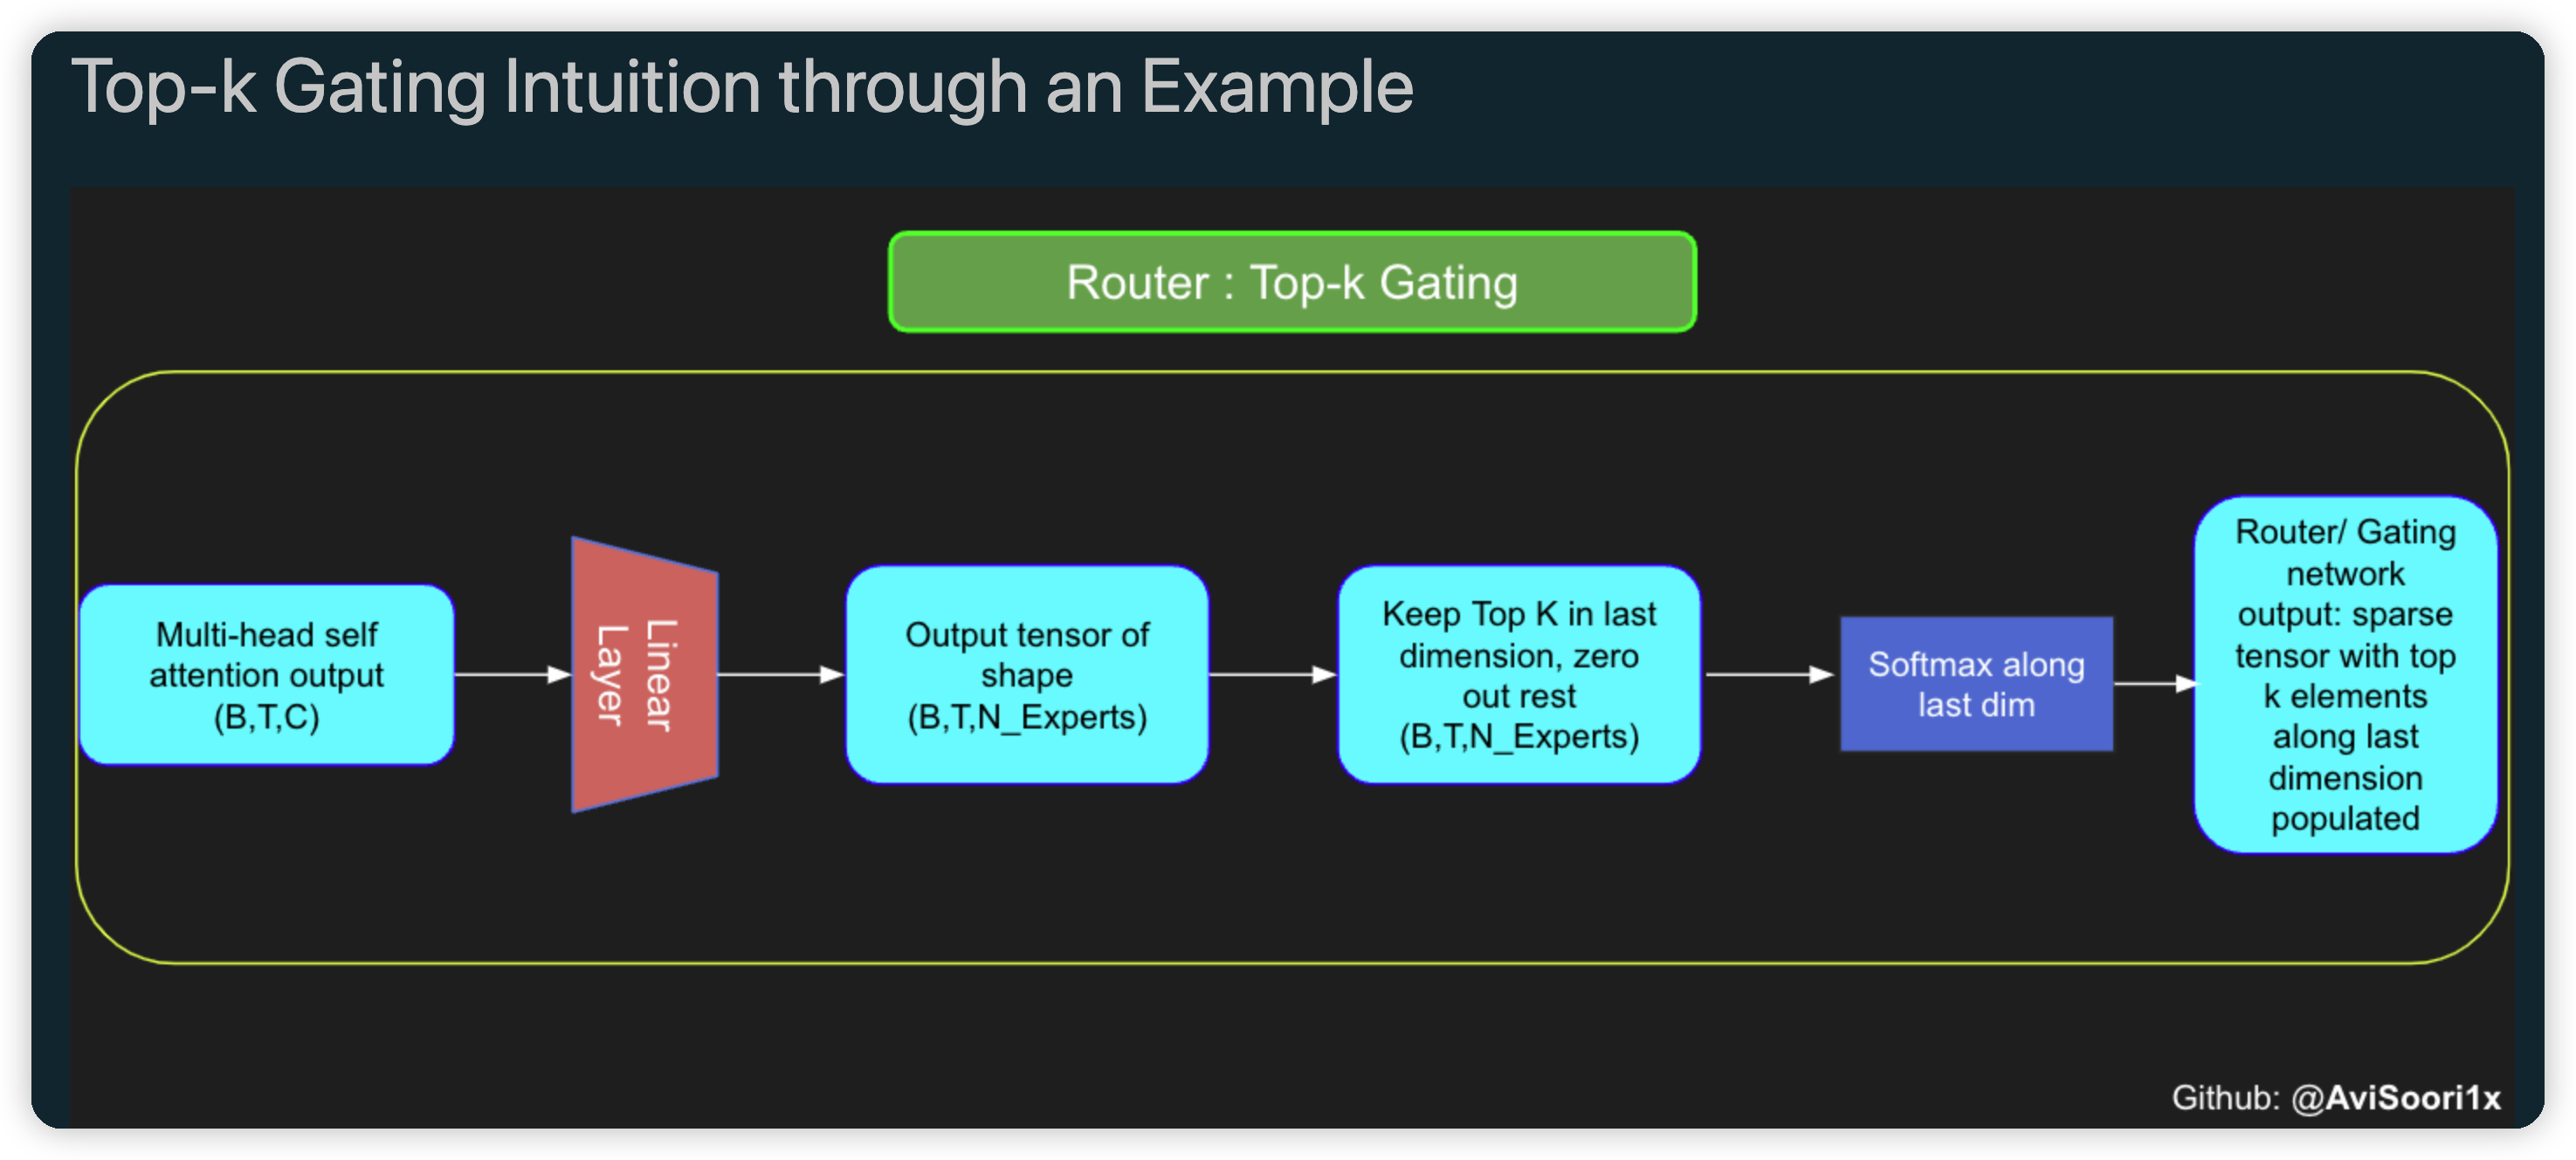 Top-k Gating Intuition through an Example
Router : Top-k Gating
Multi-head self
attention output
(B,T,C)
Linear
Layer
Output tensor of
shape
(B,T,N_Experts)
Keep Top K in last
dimension, zero
out rest
(B,T,N_Experts)
Softmax along
last dim
Router/ Gating
network
output: sparse
tensor with top
k elements
along last
dimension
populated
Github: @AviSoori1x